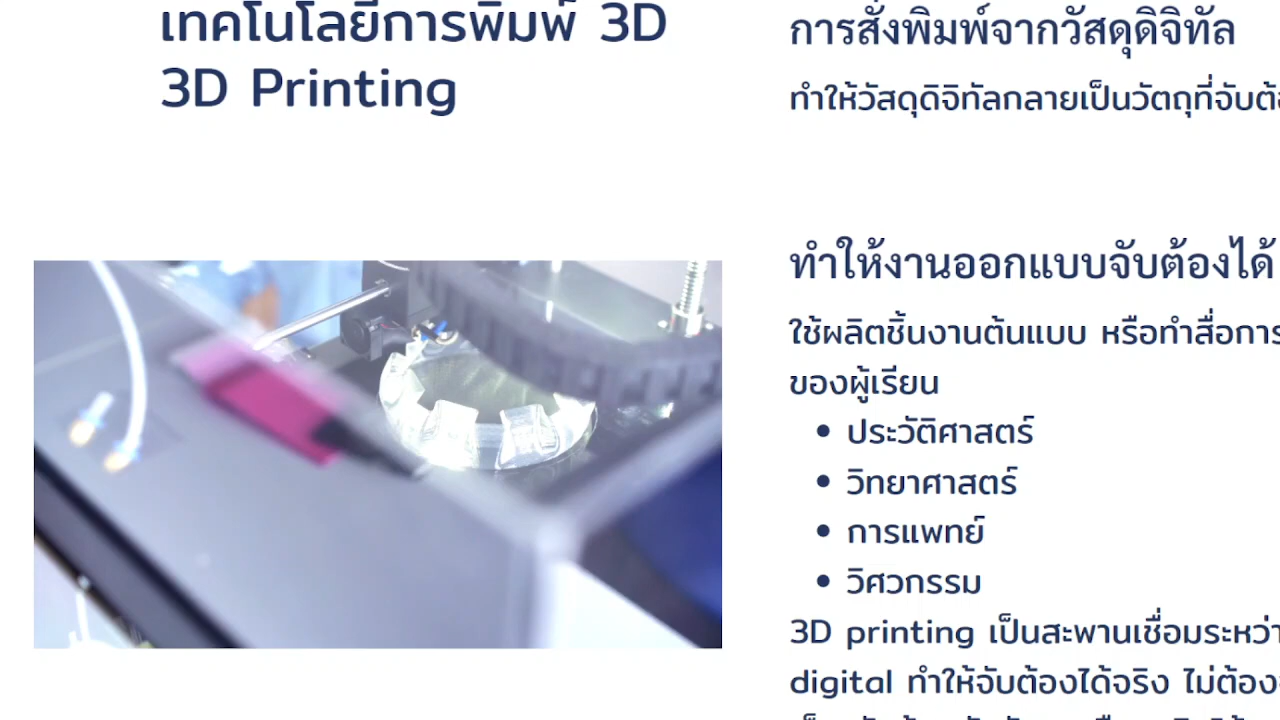 เทคโนโลยีการพิมพ์ 3D
3D Printing
การสั่งพิมพ์จากวัสดุดิจิทัล
ทำให้วัสดุดิจิทัลกลายเป็นวัตถุที่จับ
ทำให้งานออกแบบจับต้องได้
ใช้ผลิตชิ้นงานต้นแบบ หรือทำสื่อการ
ของผู้เรียน
• ประวัติศาสตร์
• วิทยาศาสตร์
• การแพทย์
• วิศวกรรม
3D printing เป็นสะพานเชื่อม
digital ทำให้จับต้องได้จริง ไม่ต้อง